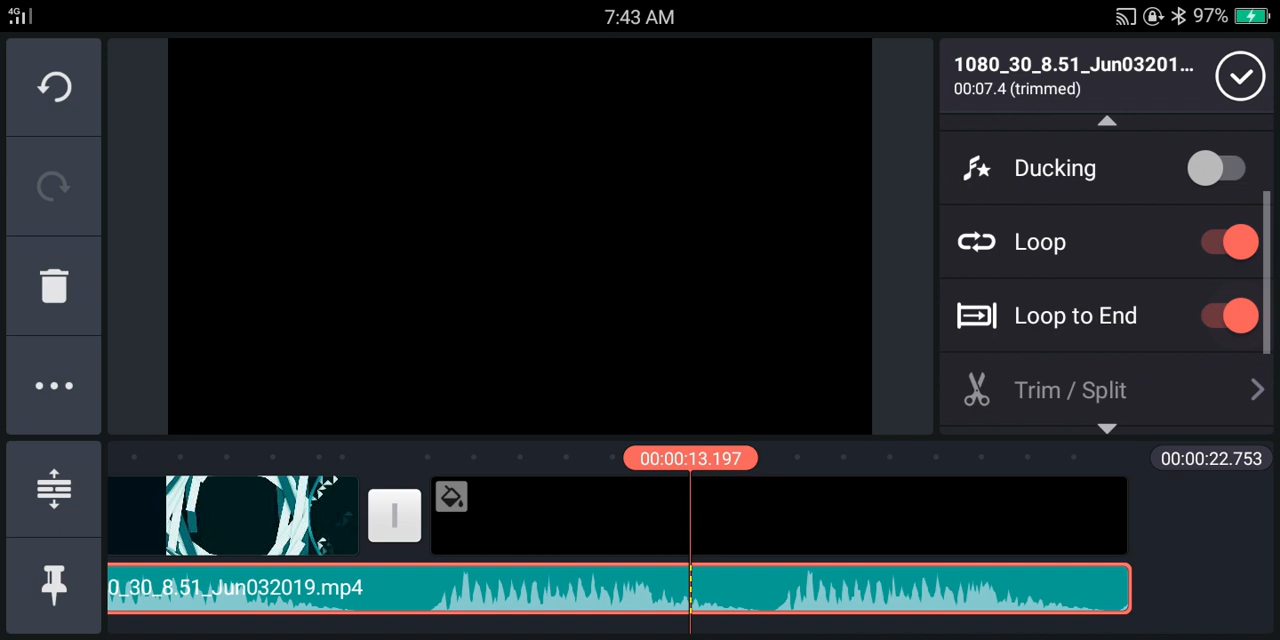 4G
7:43 AM
97%
1080_30_8.51_Jun03201...
00:07.4 (trimmed)
Ducking
Loop
Loop to End
Trim / Split
00:00:13.197
00:00:22.753
0_30_8.51_Jun032019.mp4